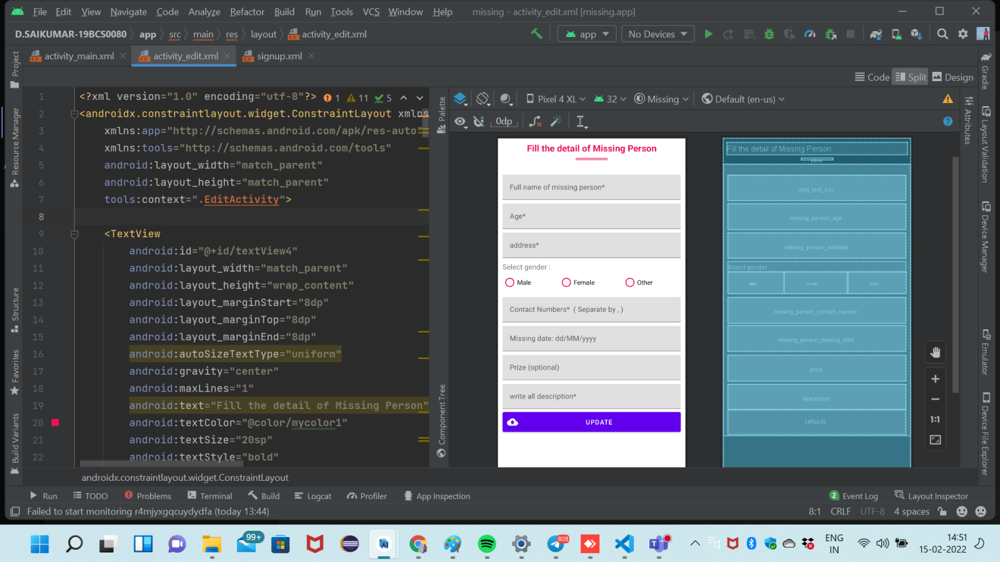 File Edit View Navigate Code Analyze Refactor Build Run Tools VCS Window Help missing - activity_edit.xml [missing.app]
D.SAIKUMAR-19BCS0080 app src main res layout activity_edit.xml app No Devices
activity_main.xml activity_edit.xml signup.xml
Code Split Design
Project
Resource Manager
Structure
Favorites
Build Variants
1 <?xml version="1.0" encoding="utf-8"?> 1 11 5
2 <androidx.constraintlayout.widget.ConstraintLayout xmlns
3 xmlns:app="http://schemas.android.com/apk/res-auto"
4 xmlns:tools="http://schemas.android.com/tools"
5 android:layout_width="match_parent"
6 android:layout_height="match_parent"
7 tools:context=".EditActivity">
8
9 <TextView
10 android:id="@+id/textView4"
11 android:layout_width="match_parent"
12 android:layout_height="wrap_content"
13 android:layout_marginStart="8dp"
14 android:layout_marginTop="8dp"
15 android:layout_marginEnd="8dp"
16 android:autoSizeTextType="uniform"
17 android:gravity="center"
18 android:maxLines="1"
19 android:text="Fill the detail of Missing Person"
20 android:textColor="@color/mycolor1"
21 android:textSize="20sp"
22 android:textStyle="bold"
Palette
Component Tree
Pixel 4 XL 32 Missing Default (en-us)
0dp
Fill the detail of Missing Person
Full name of missing person*
Age*
address*
Select gender :
Male Female Other
Contact Numbers* ( Separate by , )
Missing date: dd/MM/yyyy
Prize (optional)
write all description*
UPDATE
Fill the detail of Missing Person
view
msg_text_box
missing_person_age
missing_person_address
Select gender :
Male Female Other
missing_person_contact_number
missing_person_missing_date
prize
description
UPDATE
1:1
Attributes
Gradle
Layout Validation
Device Manager
Emulator
Device File Explorer
androidx.constraintlayout.widget.ConstraintLayout
Run TODO Problems Terminal Build Logcat Profiler App Inspection 2 Event Log Layout Inspector
Failed to start monitoring r4mjyxgqcuydydfa (today 13:44) 8:1 CRLF UTF-8 4 spaces
99+ 808 ENG 14:51
IN 15-02-2022